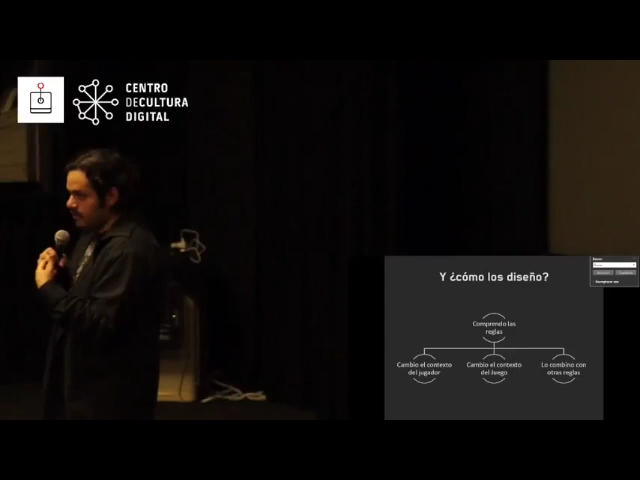 CENTRO
DECULTURA
DIGITAL
Y ¿cómo los diseño?
Comprendo las
reglas
Cambio el contexto
del jugador
Cambio el contexto
del Juego
Lo combino con
otras reglas